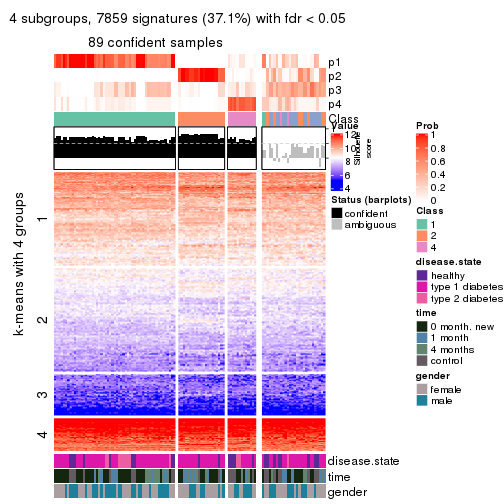 4 subgroups, 7859 signatures (37.1%) with fdr < 0.05
89 confident samples
p1
p2
p3
p4
Class
Silhouette
score
k-means with 4 groups
1
2
3
4
disease.state
time
gender
Value
12
10
8
6
4
Status (barplots)
confident
ambiguous
Prob
1
0.8
0.6
0.4
0.2
0
Class
1
2
4
disease.state
healthy
type 1 diabetes
type 2 diabetes
time
0 month, new
1 month
4 months
control
gender
female
male